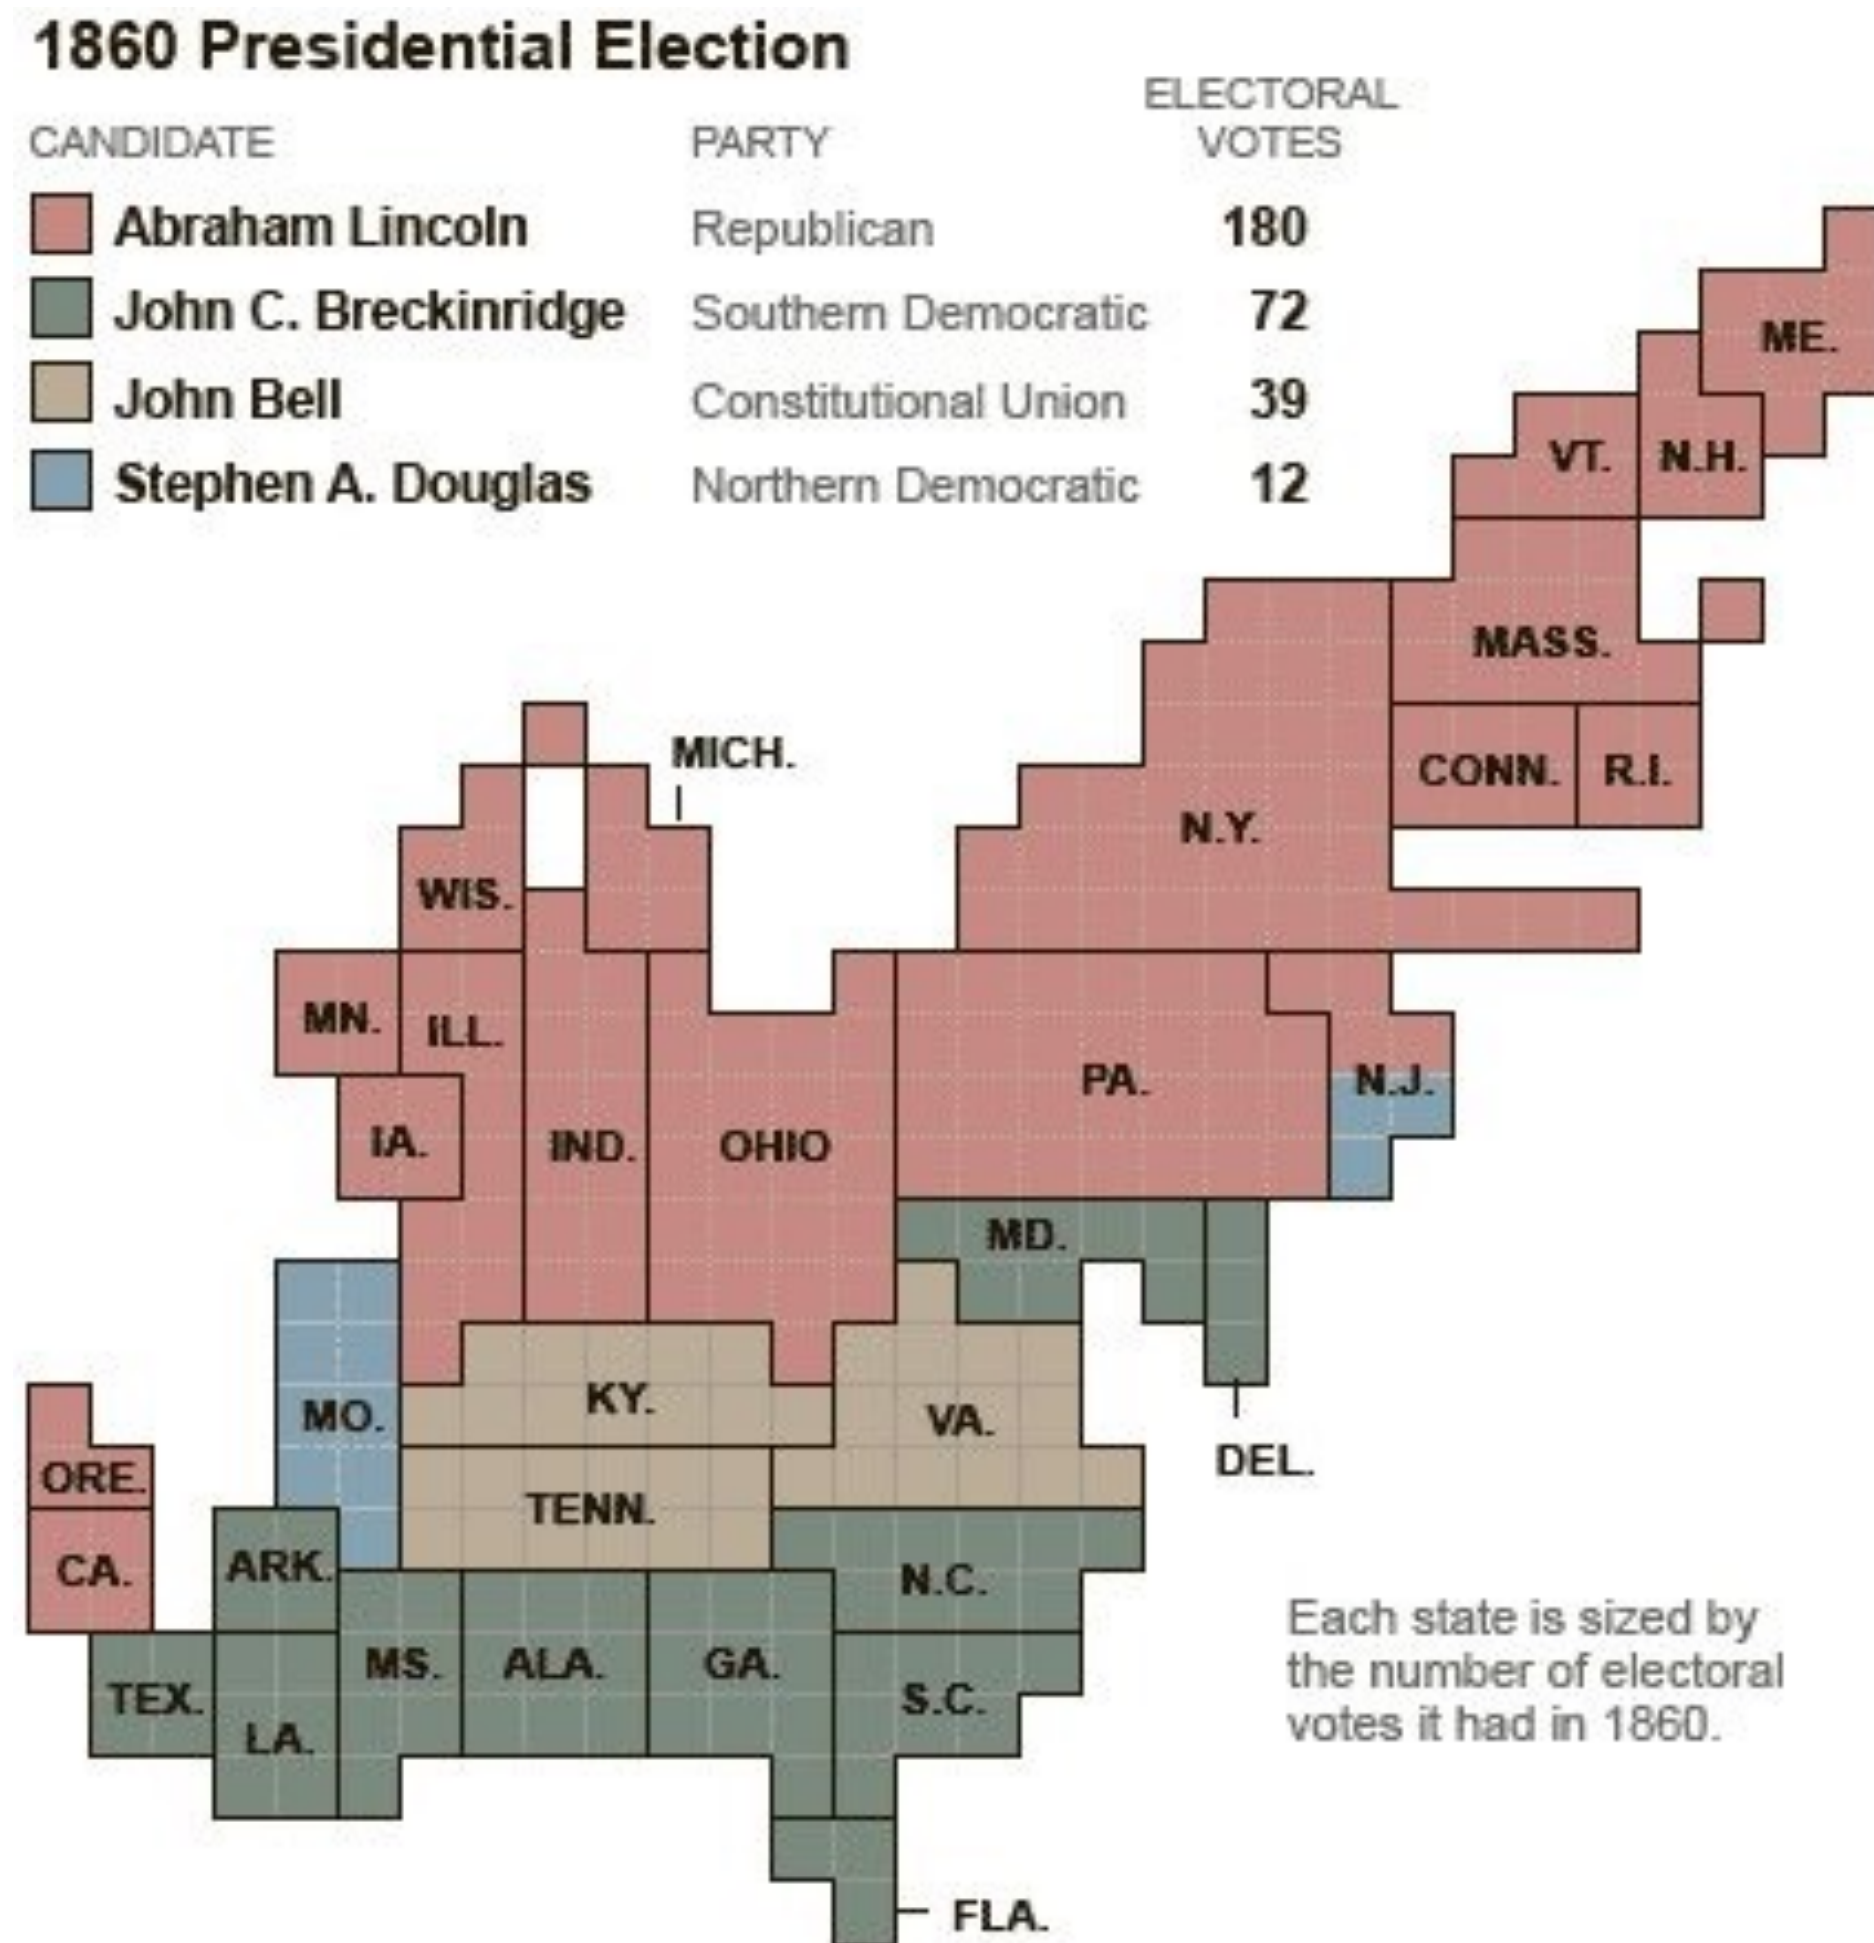 1860 Presidential Election
CANDIDATE PARTY ELECTORAL VOTES
Abraham Lincoln Republican 180
John C. Breckinridge Southern Democratic 72
John Bell Constitutional Union 39
Stephen A. Douglas Northern Democratic 12
ME.
VT. N.H.
MASS.
MICH.
CONN. R.I.
N.Y.
WIS.
MN. ILL.
PA. N.J.
IA. IND. OHIO
MD.
KY.
MO. VA.
DEL.
ORE.
TENN.
CA. ARK. N.C.
MS. ALA. GA.
TEX. S.C.
LA.
FLA.
Each state is sized by
the number of electoral
votes it had in 1860.